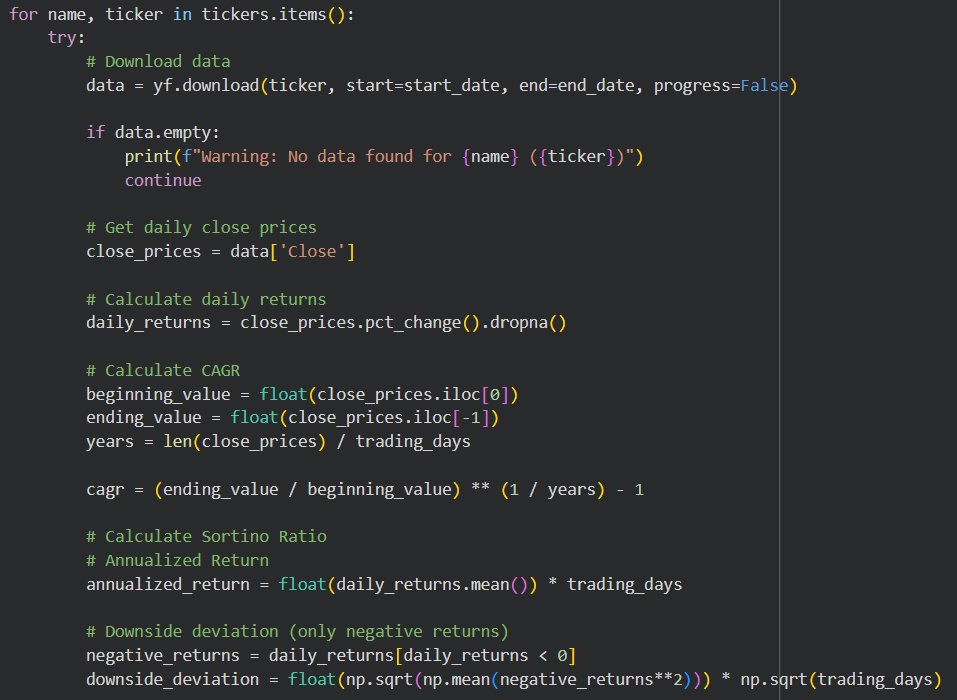 for name, ticker in tickers.items():
    try:
        # Download data
        data = yf.download(ticker, start=start_date, end=end_date, progress=False)

        if data.empty:
            print(f"Warning: No data found for {name} ({ticker})")
            continue

        # Get daily close prices
        close_prices = data['Close']

        # Calculate daily returns
        daily_returns = close_prices.pct_change().dropna()

        # Calculate CAGR
        beginning_value = float(close_prices.iloc[0])
        ending_value = float(close_prices.iloc[-1])
        years = len(close_prices) / trading_days

        cagr = (ending_value / beginning_value) ** (1 / years) - 1

        # Calculate Sortino Ratio
        # Annualized Return
        annualized_return = float(daily_returns.mean()) * trading_days

        # Downside deviation (only negative returns)
        negative_returns = daily_returns[daily_returns < 0]
        downside_deviation = float(np.sqrt(np.mean(negative_returns**2))) * np.sqrt(trading_days)